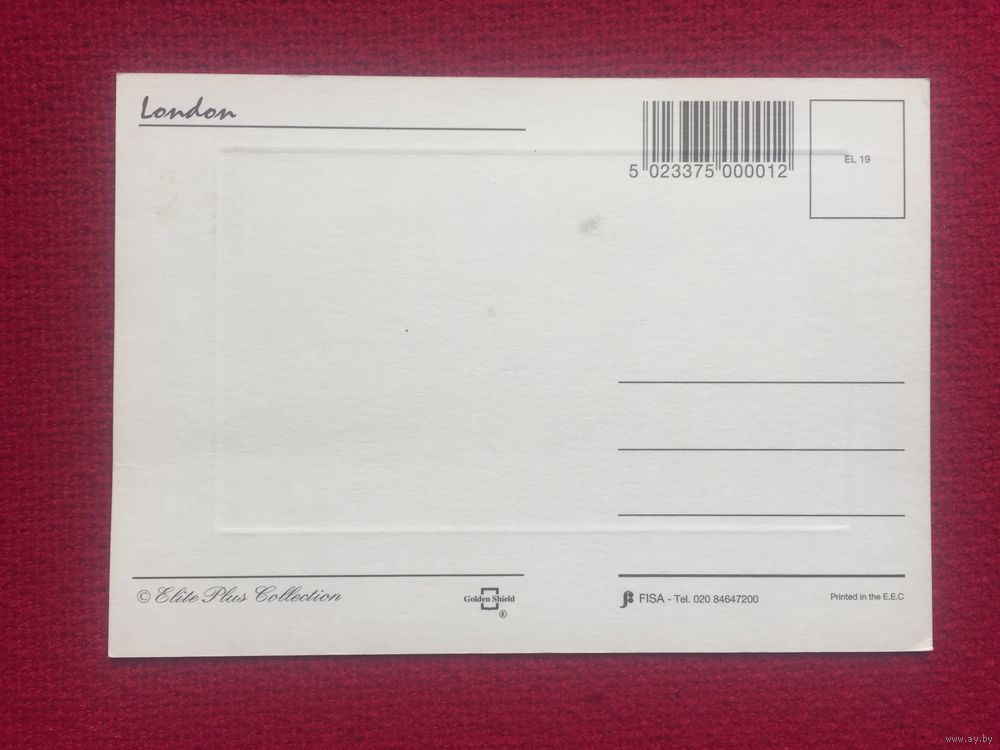 London
5 023375 000012
EL 19
© Elite Plus Collection
Golden Shield
®
FISA - Tel. 020 84647200
Printed in the E.E.C
www.ay.by